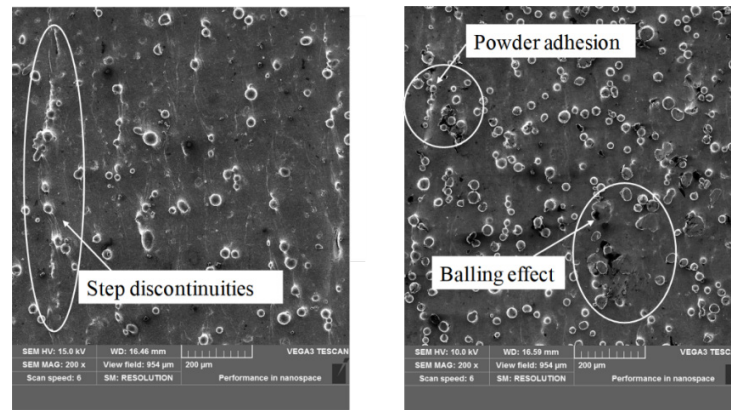 Step discontinuities
SEM HV: 15.0 kV WD: 16.46 mm VEGA3 TESCAN
SEM MAG: 200 x View field: 954 µm 200 µm
Scan speed: 6 SM: RESOLUTION Performance in nanospace
Powder adhesion
Balling effect
SEM HV: 10.0 kV WD: 16.59 mm VEGA3 TESCAN
SEM MAG: 200 x View field: 954 µm 200 µm
Scan speed: 6 SM: RESOLUTION Performance in nanospace